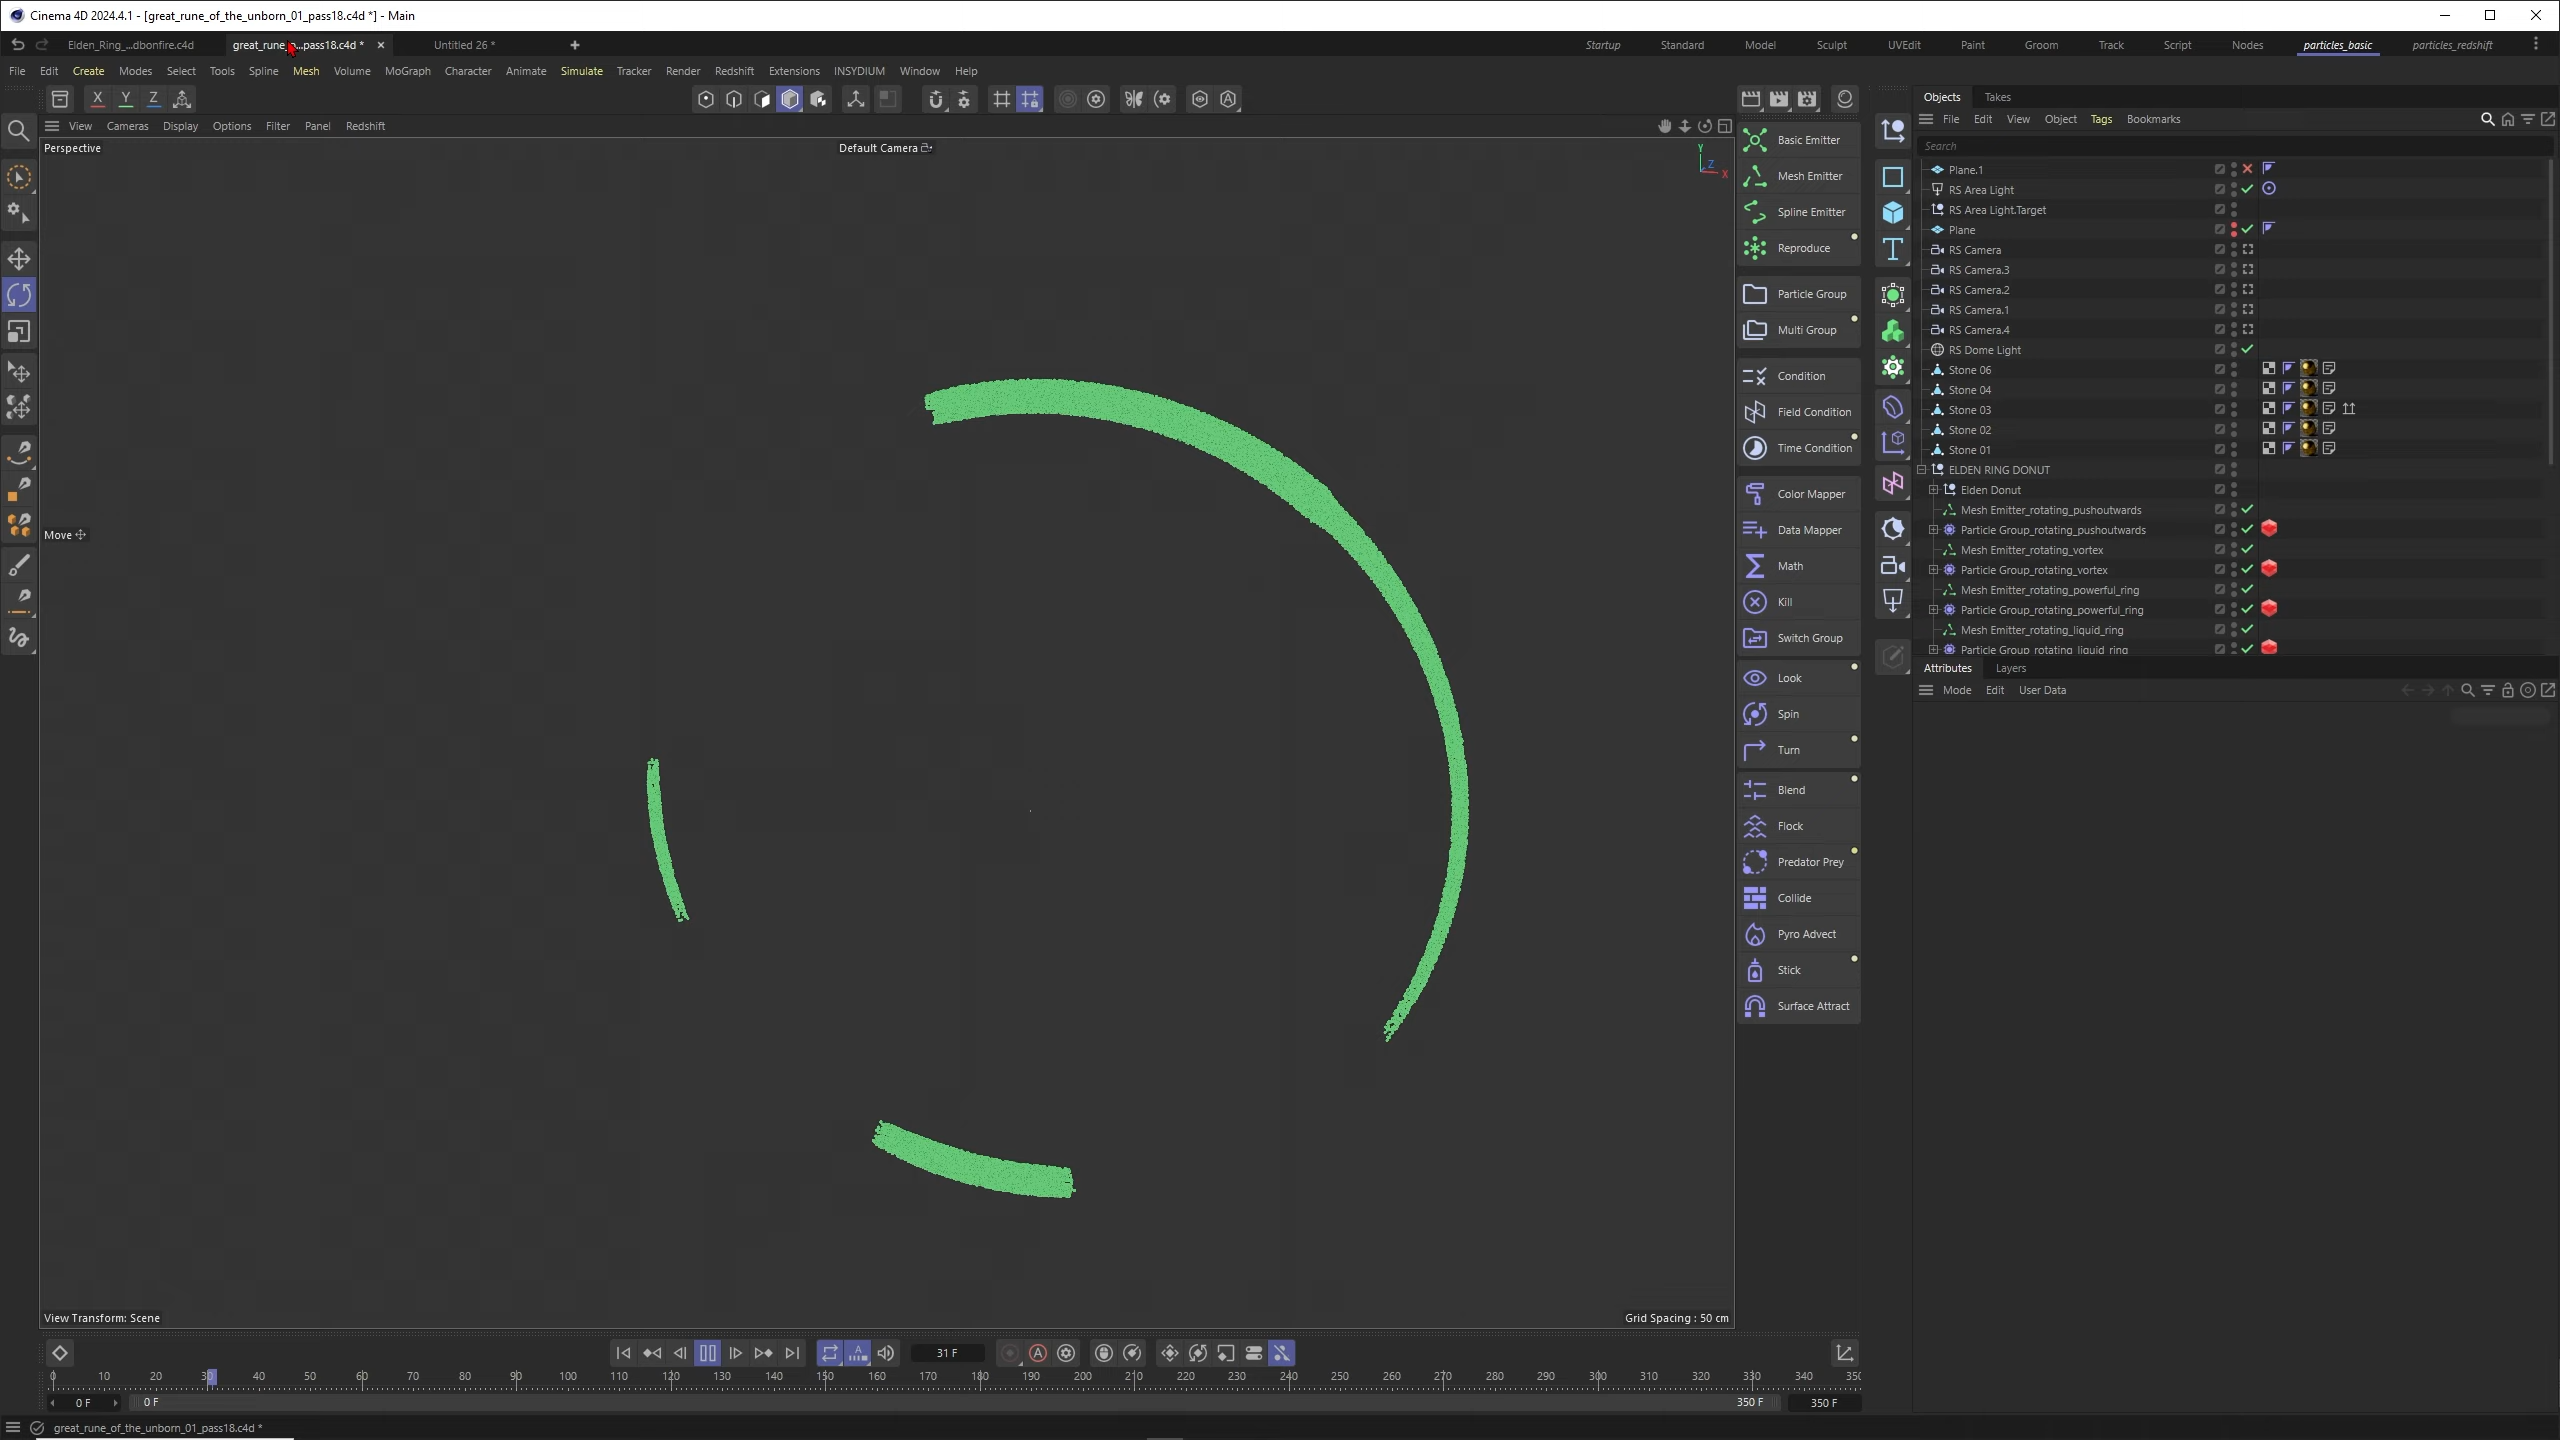 Cinema 4D 2024.4.1 - [great_rune_of_the_unborn_01_pass18.c4d *] - Main
Elden_Ring_...dbonfire.c4d
great_rune_o...pass18.c4d *
Untitled 26 *
Startup Standard Model Sculpt UVEdit Paint Groom Track Script Nodes particles_basic particles_redshift
File Edit Create Modes Select Tools Spline Mesh Volume MoGraph Character Animate Simulate Tracker Render Redshift Extensions INSYDIUM Window Help
X Y Z
View Cameras Display Options Filter Panel Redshift
Perspective
Default Camera
Y
Z
X
Move
View Transform: Scene
Grid Spacing : 50 cm
Basic Emitter
Mesh Emitter
Spline Emitter
Reproduce
Particle Group
Multi Group
Condition
Field Condition
Time Condition
Color Mapper
Data Mapper
Math
Kill
Switch Group
Look
Spin
Turn
Blend
Flock
Predator Prey
Collide
Pyro Advect
Stick
Surface Attract
Objects Takes
File Edit View Object Tags Bookmarks
Search
Plane.1
RS Area Light
RS Area Light.Target
Plane
RS Camera
RS Camera.3
RS Camera.2
RS Camera.1
RS Camera.4
RS Dome Light
Stone 06
Stone 04
Stone 03
Stone 02
Stone 01
ELDEN RING DONUT
Elden Donut
Mesh Emitter_rotating_pushoutwards
Particle Group_rotating_pushoutwards
Mesh Emitter_rotating_vortex
Particle Group_rotating_vortex
Mesh Emitter_rotating_powerful_ring
Particle Group_rotating_powerful_ring
Mesh Emitter_rotating_liquid_ring
Particle Group_rotating_liquid_ring
Attributes Layers
Mode Edit User Data
31 F
0 10 20 30 40 50 60 70 80 90 100 110 120 130 140 150 160 170 180 190 200 210 220 230 240 250 260 270 280 290 300 310 320 330 340 350
0 F
0 F
350 F
350 F
great_rune_of_the_unborn_01_pass18.c4d *